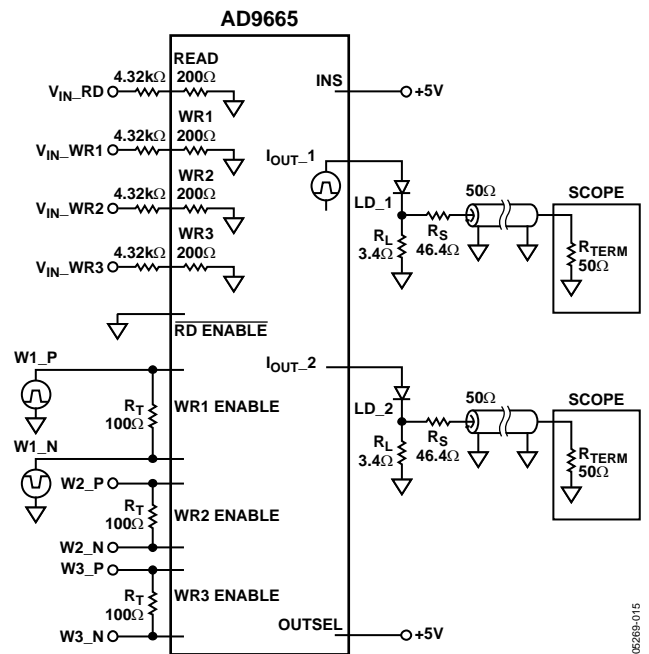 AD9665
READ
4.32kΩ 200Ω
V_IN_RD
INS
+5V
WR1
4.32kΩ 200Ω
V_IN_WR1
I_OUT_1
WR2
4.32kΩ 200Ω
V_IN_WR2
LD_1
R_L
3.4Ω
R_S
46.4Ω
50Ω
SCOPE
R_TERM
50Ω
WR3
4.32kΩ 200Ω
V_IN_WR3
RD ENABLE
W1_P
R_T
100Ω
WR1 ENABLE
W1_N
I_OUT_2
LD_2
R_L
3.4Ω
R_S
46.4Ω
50Ω
SCOPE
R_TERM
50Ω
W2_P
R_T
100Ω
WR2 ENABLE
W2_N
W3_P
R_T
100Ω
WR3 ENABLE
W3_N
OUTSEL
+5V
05269-015